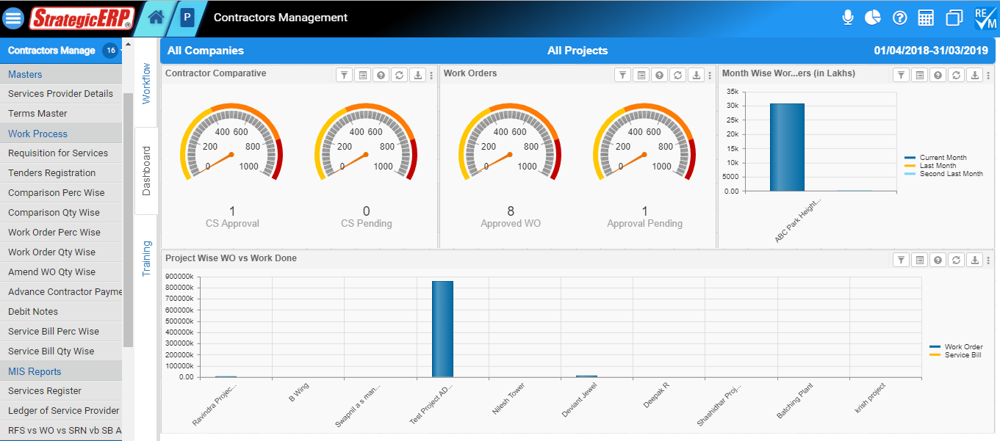 StrategicERP®
P
Contractors Management
RE
M
Contractors Manage 16
Masters
Services Provider Details
Terms Master
Work Process
Requisition for Services
Tenders Registration
Comparison Perc Wise
Comparison Qty Wise
Work Order Perc Wise
Work Order Qty Wise
Amend WO Qty Wise
Advance Contractor Payme
Debit Notes
Service Bill Perc Wise
Service Bill Qty Wise
MIS Reports
Services Register
Ledger of Service Provider
RFS vs WO vs SRN vb SB A
Workflow
Dashboard
Training
All Companies
All Projects
01/04/2018-31/03/2019
Contractor Comparative
0 200 400 600 800 1000
1
CS Approval
0 200 400 600 800 1000
0
CS Pending
Work Orders
0 200 400 600 800 1000
8
Approved WO
0 200 400 600 800 1000
1
Approval Pending
Month Wise Wor...ers (in Lakhs)
35k
30k
25k
20k
15k
10k
5000
0.00
ABC Park Height...
Current Month
Last Month
Second Last Month
Project Wise WO vs Work Done
900000k
800000k
700000k
600000k
500000k
400000k
300000k
200000k
100000k
0.00
Ravindra Projec...
B Wing
Swapnil a s man...
Test Project AD...
Nilesh Tower
Deviant Jewel
Deepak R
Shashidhar Proj...
Batching Plant
krish project
Work Order
Service Bill